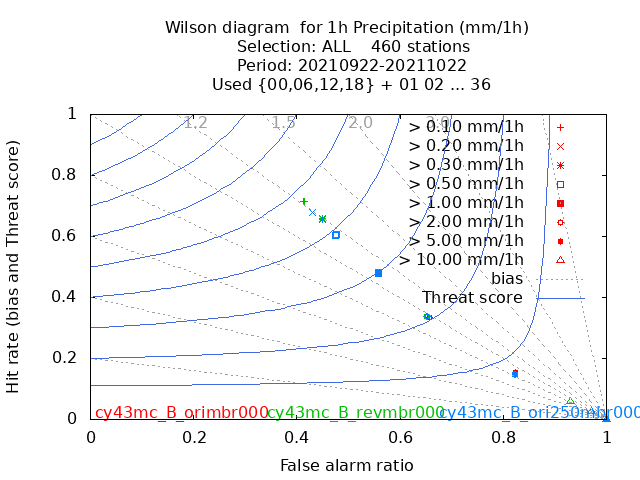 Wilson diagram  for 1h Precipitation (mm/1h)
Selection: ALL    460 stations
Period: 20210922-20211022
Used {00,06,12,18} + 01 02 ... 36
Hit rate (bias and Threat score)
1
0.8
0.6
0.4
0.2
0
1.2
1.5
2.0
> 0.10 mm/1h
> 0.20 mm/1h
> 0.30 mm/1h
> 0.50 mm/1h
> 1.00 mm/1h
> 2.00 mm/1h
> 5.00 mm/1h
> 10.00 mm/1h
bias
Threat score
cy43mc_B_orimbr000
cy43mc_B_revmbr000
cy43mc_B_ori250mbr000
0 0.2 0.4 0.6 0.8 1
False alarm ratio